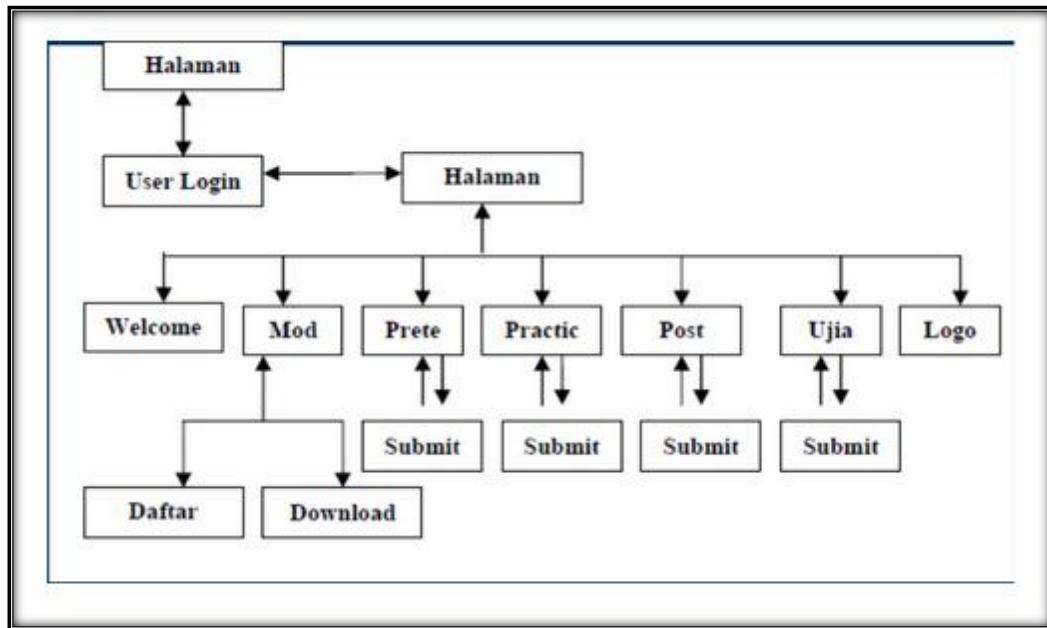 Halaman
User Login
Halaman
Welcome
Mod
Prete
Practic
Post
Ujia
Logo
Submit
Submit
Submit
Submit
Daftar
Download